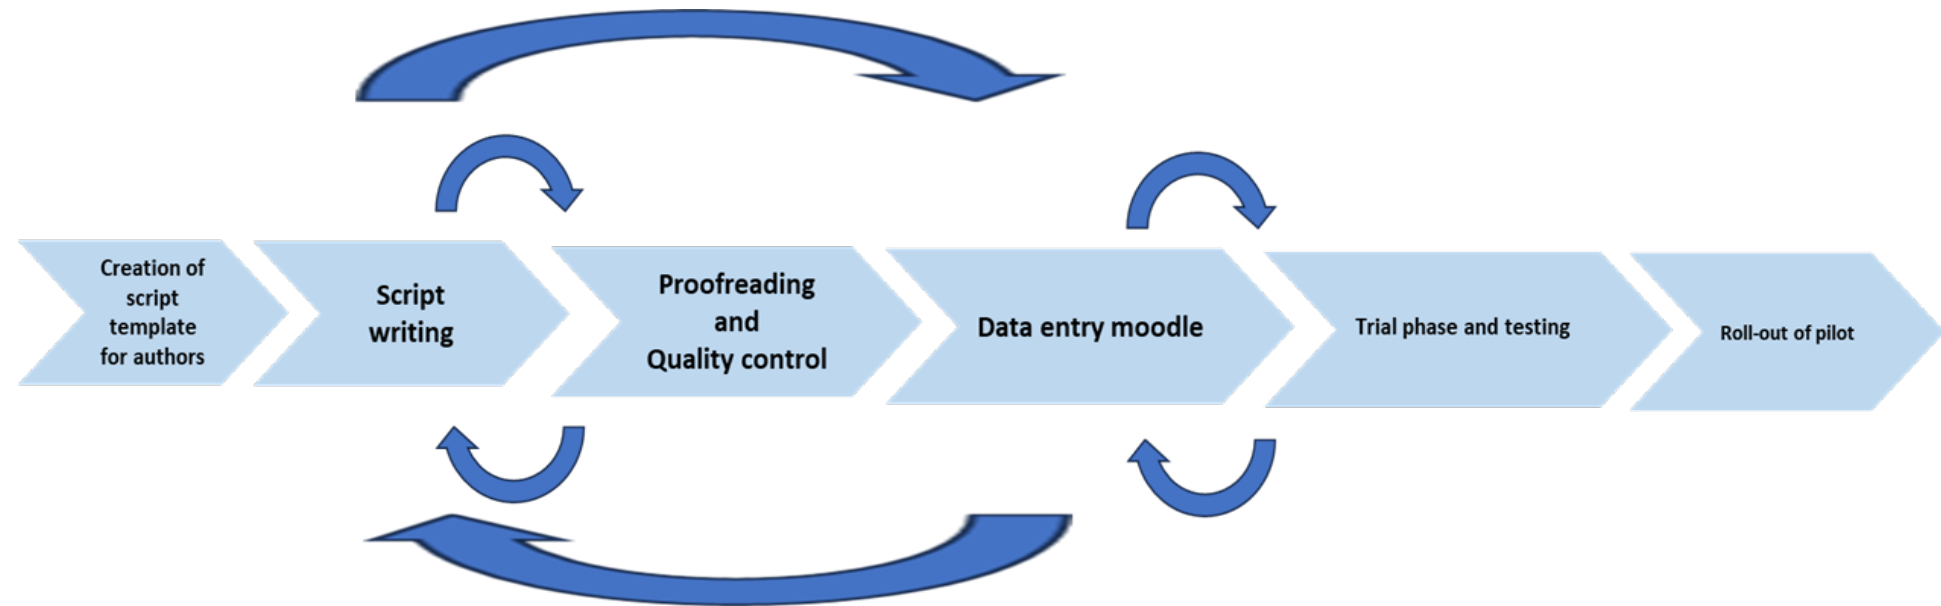 Creation of
script
template
for authors
Script
writing
Proofreading
and
Quality control
Data entry moodle
Trial phase and testing
Roll-out of pilot